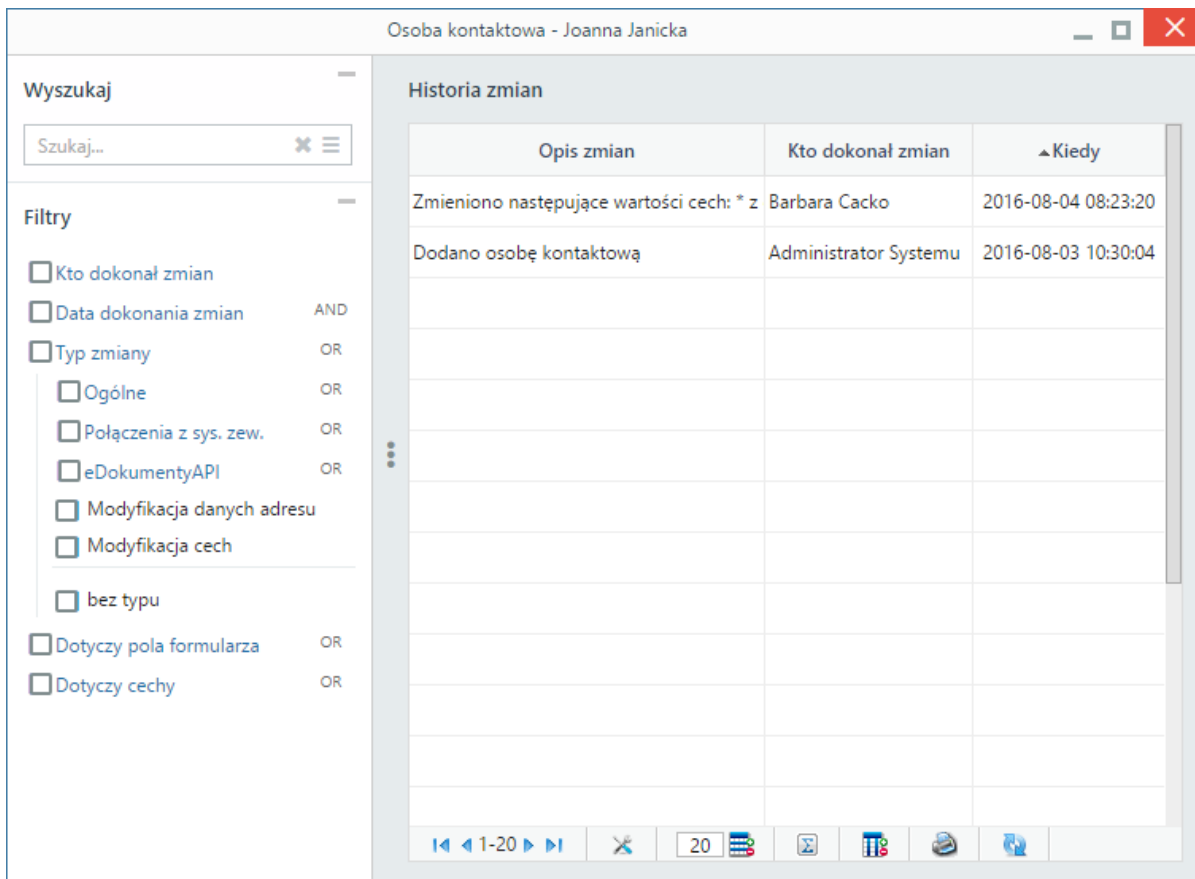 Osoba kontaktowa - Joanna Janicka
Wyszukaj
Szukaj...
Filtry
Kto dokonał zmian
Data dokonania zmian AND
Typ zmiany OR
Ogólne OR
Połączenia z sys. zew. OR
eDokumentyAPI OR
Modyfikacja danych adresu
Modyfikacja cech
bez typu
Dotyczy pola formularza OR
Dotyczy cechy OR
Historia zmian
Opis zmian Kto dokonał zmian Kiedy
Zmieniono następujące wartości cech: * z Barbara Cacko 2016-08-04 08:23:20
Dodano osobę kontaktową Administrator Systemu 2016-08-03 10:30:04
1-20 20